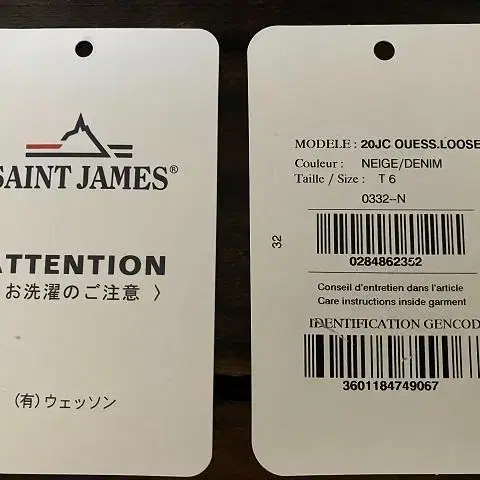 SAINT JAMES®
ATTENTION
お洗濯のご注意 〉
(有)ウェッソン
MODELE : 20JC OUESS.LOOSE
Couleur : NEIGE/DENIM
Taille / Size : T 6
0332--N
32
0284862352
Conseil d'entretien dans l'article
Care instructions inside garment
IDENTIFICATION GENCOD
3601184749067